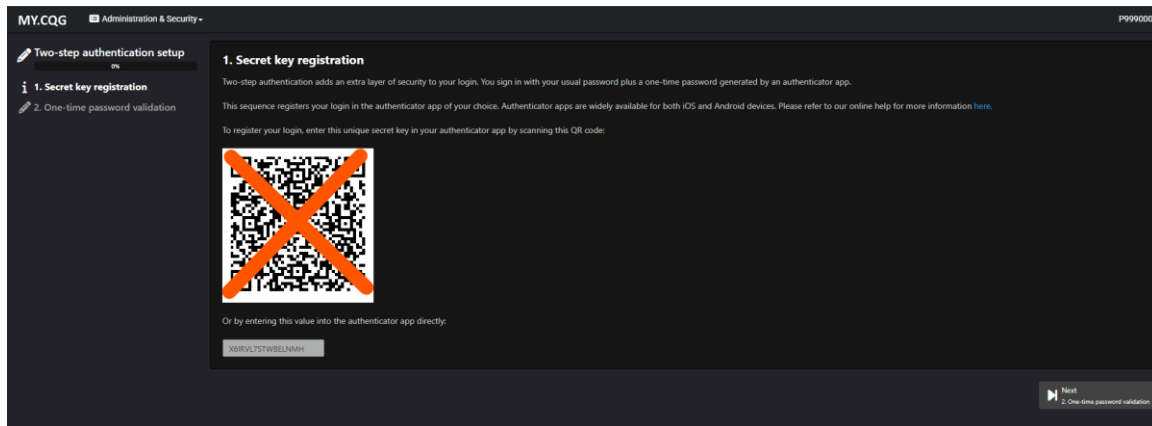 MY.CQG Administration & Security P999000
Two-step authentication setup
0%
1. Secret key registration
2. One-time password validation
1. Secret key registration
Two-step authentication adds an extra layer of security to your login. You sign in with your usual password plus a one-time password generated by an authenticator app.
This sequence registers your login in the authenticator app of your choice. Authenticator apps are widely available for both iOS and Android devices. Please refer to our online help for more information here.
To register your login, enter this unique secret key in your authenticator app by scanning this QR code:
Or by entering this value into the authenticator app directly:
X6IRVL7STWBELNMH
Next
2. One-time password validation